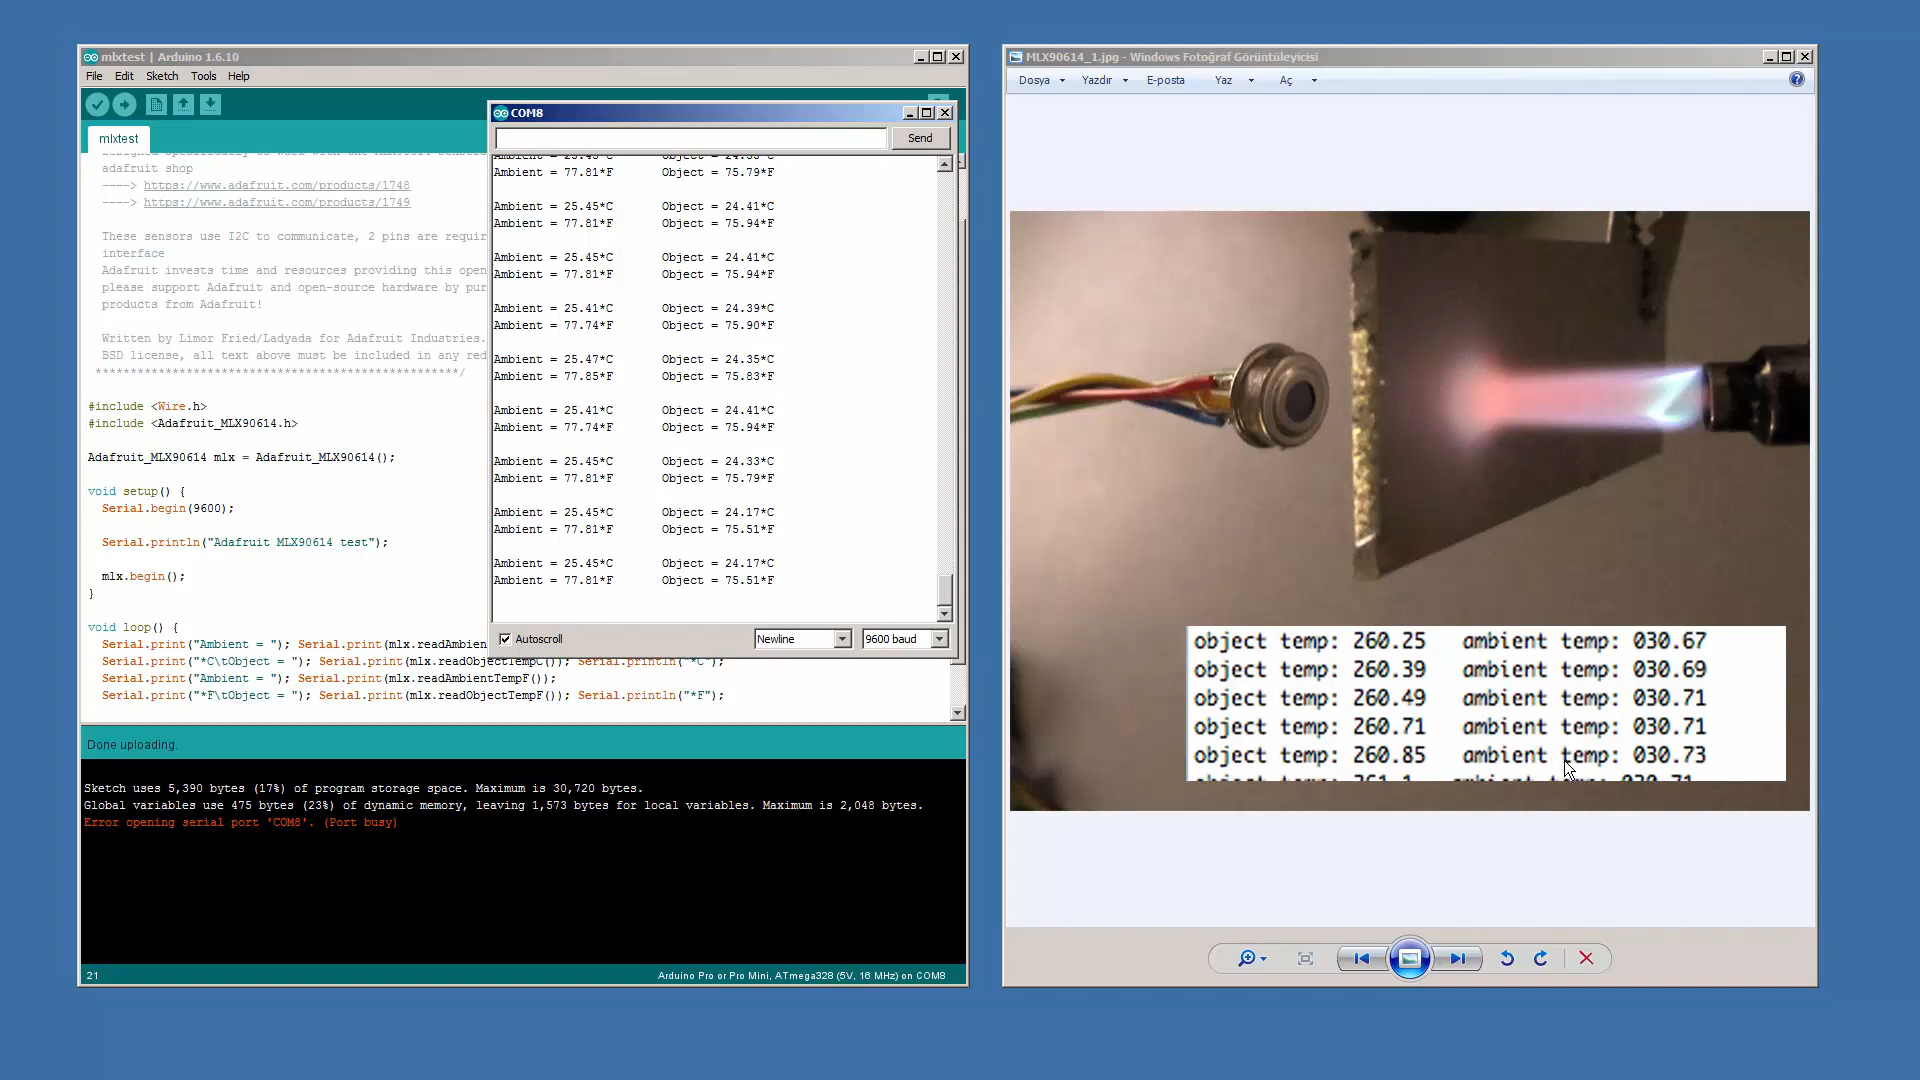 mlxtest | Arduino 1.6.10
File Edit Sketch Tools Help
mlxtest
adafruit shop
----> https://www.adafruit.com/products/1748
----> https://www.adafruit.com/products/1749
These sensors use I2C to communicate, 2 pins are requir
interface
Adafruit invests time and resources providing this open
please support Adafruit and open-source hardware by pur
products from Adafruit!
Written by Limor Fried/Ladyada for Adafruit Industries.
BSD license, all text above must be included in any red
****************************************************/
#include <Wire.h>
#include <Adafruit_MLX90614.h>
Adafruit_MLX90614 mlx = Adafruit_MLX90614();
void setup() {
Serial.begin(9600);
Serial.println("Adafruit MLX90614 test");
mlx.begin();
}
void loop() {
Serial.print("Ambient = "); Serial.print(mlx.readAmbien
Serial.print("*C\tObject = "); Serial.print(mlx.readObjectTempC()); Serial.println("*C");
Serial.print("Ambient = "); Serial.print(mlx.readAmbientTempF());
Serial.print("*F\tObject = "); Serial.print(mlx.readObjectTempF()); Serial.println("*F");
Done uploading.
Sketch uses 5,390 bytes (17%) of program storage space. Maximum is 30,720 bytes.
Global variables use 475 bytes (23%) of dynamic memory, leaving 1,573 bytes for local variables. Maximum is 2,048 bytes.
Error opening serial port 'COM8'. (Port busy)
21 Arduino Pro or Pro Mini, ATmega328 (5V, 16 MHz) on COM8
COM8
Send
Ambient = 77.81*F Object = 75.79*F
Ambient = 25.45*C Object = 24.41*C
Ambient = 77.81*F Object = 75.94*F
Ambient = 25.45*C Object = 24.41*C
Ambient = 77.81*F Object = 75.94*F
Ambient = 25.41*C Object = 24.39*C
Ambient = 77.74*F Object = 75.90*F
Ambient = 25.47*C Object = 24.35*C
Ambient = 77.85*F Object = 75.83*F
Ambient = 25.41*C Object = 24.41*C
Ambient = 77.74*F Object = 75.94*F
Ambient = 25.45*C Object = 24.33*C
Ambient = 77.81*F Object = 75.79*F
Ambient = 25.45*C Object = 24.17*C
Ambient = 77.81*F Object = 75.51*F
Ambient = 25.45*C Object = 24.17*C
Ambient = 77.81*F Object = 75.51*F
Autoscroll Newline 9600 baud
MLX90614_1.jpg - Windows Fotoğraf Görüntüleyicisi
Dosya Yazdır E-posta Yaz Aç
object temp: 260.25 ambient temp: 030.67
object temp: 260.39 ambient temp: 030.69
object temp: 260.49 ambient temp: 030.71
object temp: 260.71 ambient temp: 030.71
object temp: 260.85 ambient temp: 030.73